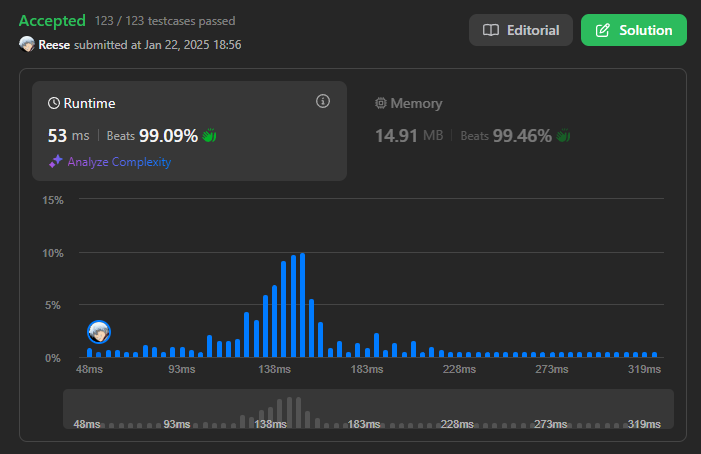 Accepted 123 / 123 testcases passed
Reese submitted at Jan 22, 2025 18:56
Editorial
Solution
Runtime
53 ms Beats 99.09%
Analyze Complexity
Memory
14.91 MB Beats 99.46%
15%
10%
5%
0%
48ms 93ms 138ms 183ms 228ms 273ms 319ms
48ms 93ms 138ms 183ms 228ms 273ms 319ms